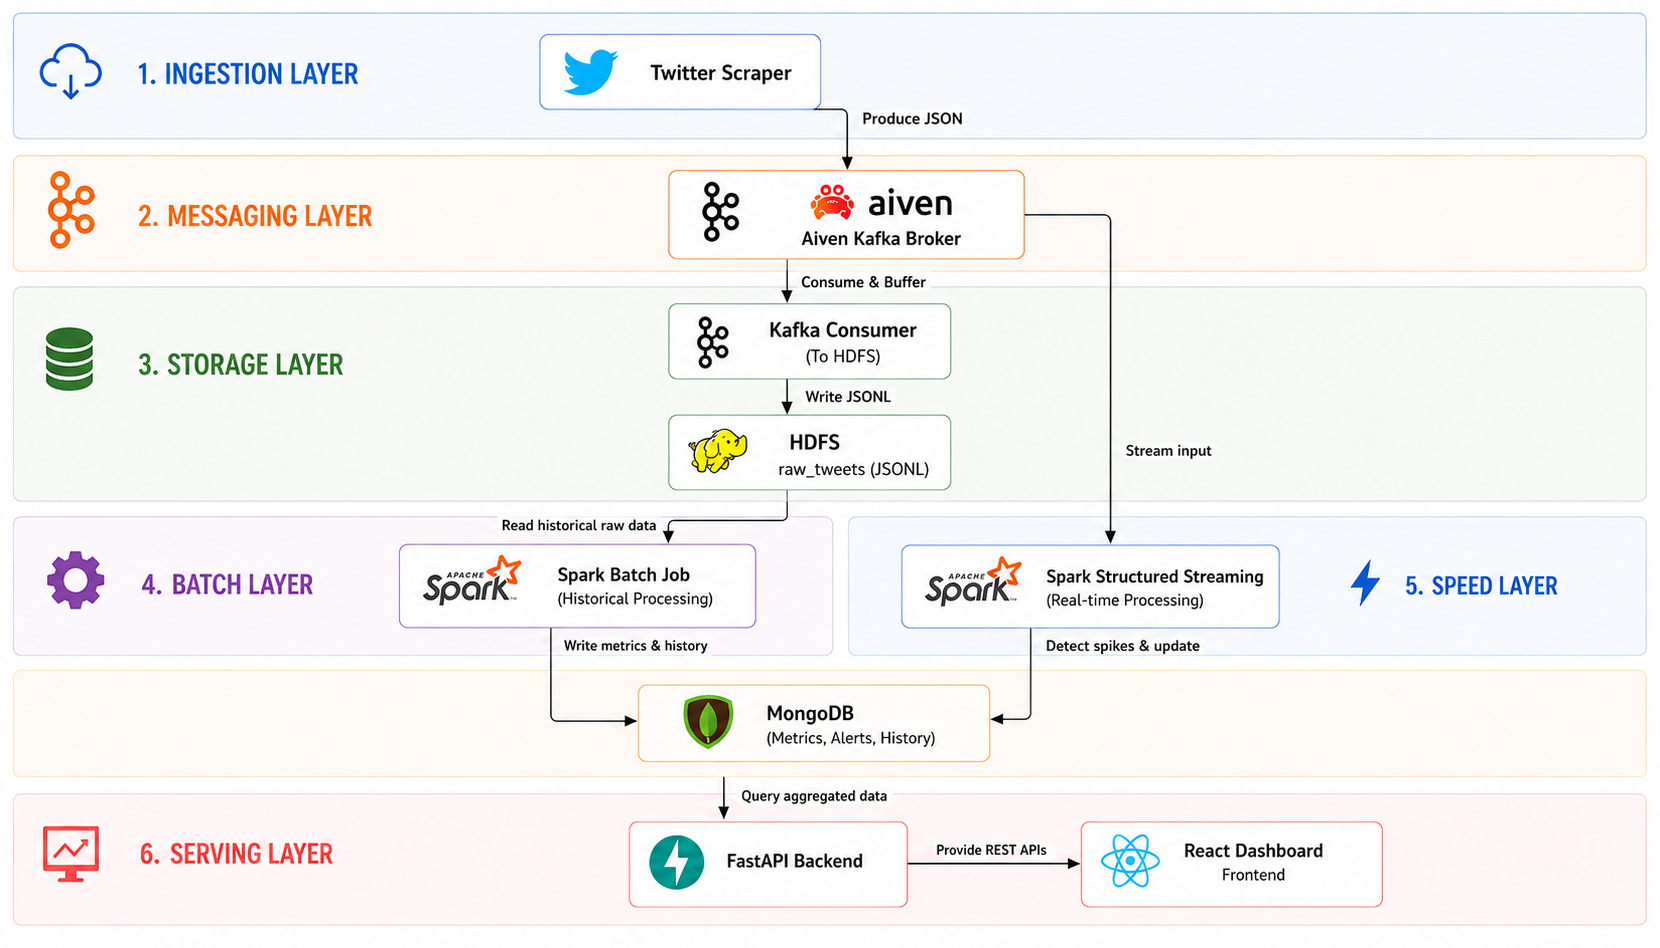 1. INGESTION LAYER
Twitter Scraper
Produce JSON
2. MESSAGING LAYER
aiven
Aiven Kafka Broker
Consume & Buffer
3. STORAGE LAYER
Kafka Consumer
(To HDFS)
Write JSONL
HDFS
raw_tweets (JSONL)
Stream input
Read historical raw data
4. BATCH LAYER
APACHE
Spark
Spark Batch Job
(Historical Processing)
APACHE
Spark
Spark Structured Streaming
(Real-time Processing)
5. SPEED LAYER
Write metrics & history
Detect spikes & update
MongoDB
(Metrics, Alerts, History)
Query aggregated data
6. SERVING LAYER
FastAPI Backend
Provide REST APIs
React Dashboard
Frontend